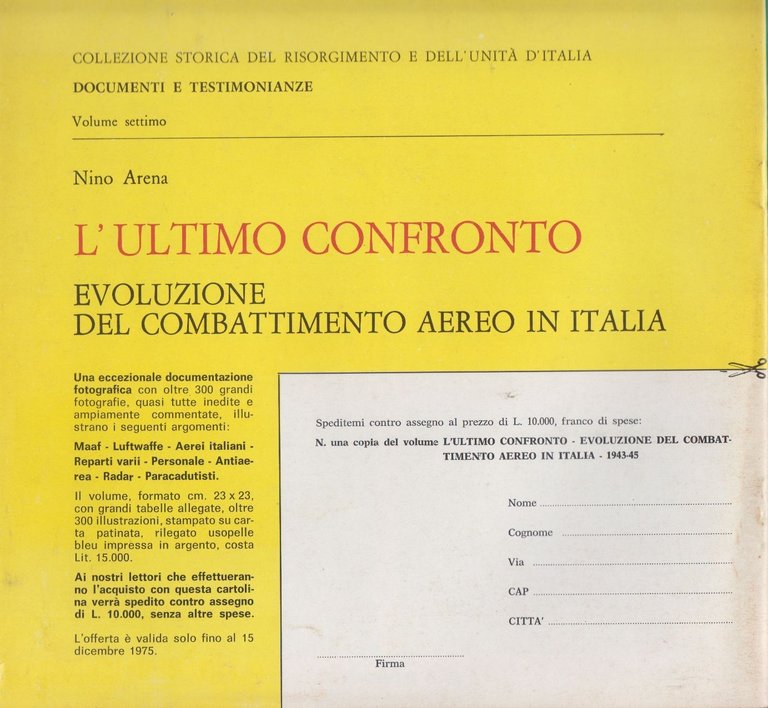 COLLEZIONE STORICA DEL RISORGIMENTO E DELL'UNITÀ D'ITALIA
DOCUMENTI E TESTIMONIANZE
Volume settimo
Nino Arena
L'ULTIMO CONFRONTO
EVOLUZIONE
DEL COMBATTIMENTO AEREO IN ITALIA
Una eccezionale documentazione
fotografica con oltre 300 grandi
fotografie, quasi tutte inedite e
ampiamente commentate, illu-
strano i seguenti argomenti:
Maaf - Luftwaffe - Aerei italiani -
Reparti varii - Personale - Antiae-
rea - Radar - Paracadutisti.
Il volume, formato cm. 23 x 23,
con grandi tabelle allegate, oltre
300 illustrazioni, stampato su car-
ta patinata, rilegato usopelle
bleu impressa in argento, costa
Lit. 15.000.
Ai nostri lettori che effettueran-
no l'acquisto con questa cartoli-
na verrà spedito contro assegno
di L. 10.000, senza altre spese.
L'offerta è valida solo fino al 15
dicembre 1975.
Speditemi contro assegno al prezzo di L. 10.000, franco di spese:
N. una copia del volume L'ULTIMO CONFRONTO - EVOLUZIONE DEL COMBAT-
TIMENTO AEREO IN ITALIA - 1943-45
Nome
Cognome
Via
CAP
CITTA'
Firma